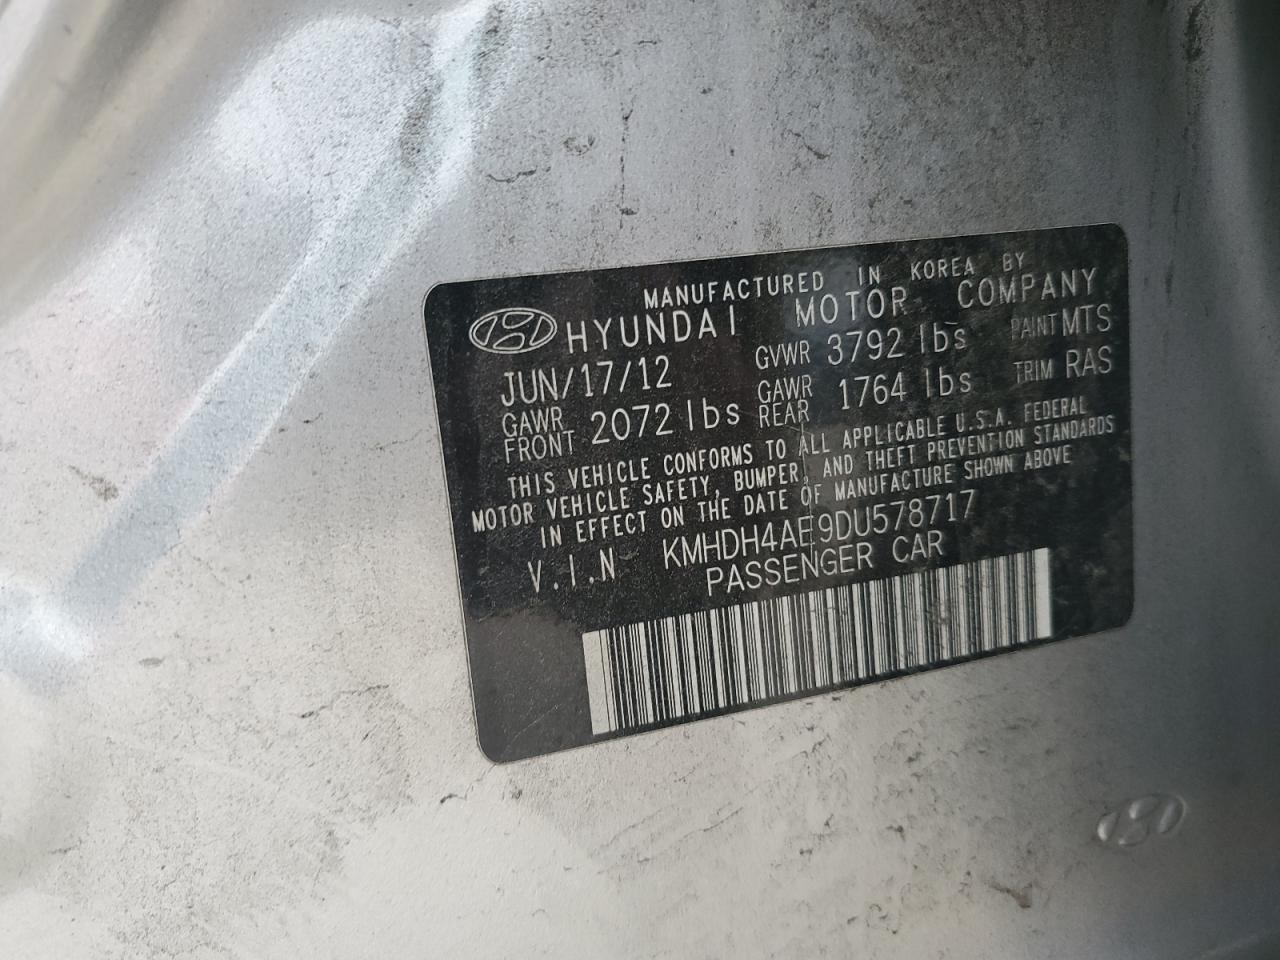 MANUFACTURED IN KOREA BY
HYUNDAI MOTOR COMPANY
JUN/17/12 GVWR 3792 lbs PAINT MTS
GAWR FRONT 2072 lbs GAWR REAR 1764 lbs TRIM RAS
THIS VEHICLE CONFORMS TO ALL APPLICABLE U.S.A. FEDERAL
MOTOR VEHICLE SAFETY, BUMPER, AND THEFT PREVENTION STANDARDS
IN EFFECT ON THE DATE OF MANUFACTURE SHOWN ABOVE
V.I.N KMHDH4AE9DU578717
PASSENGER CAR